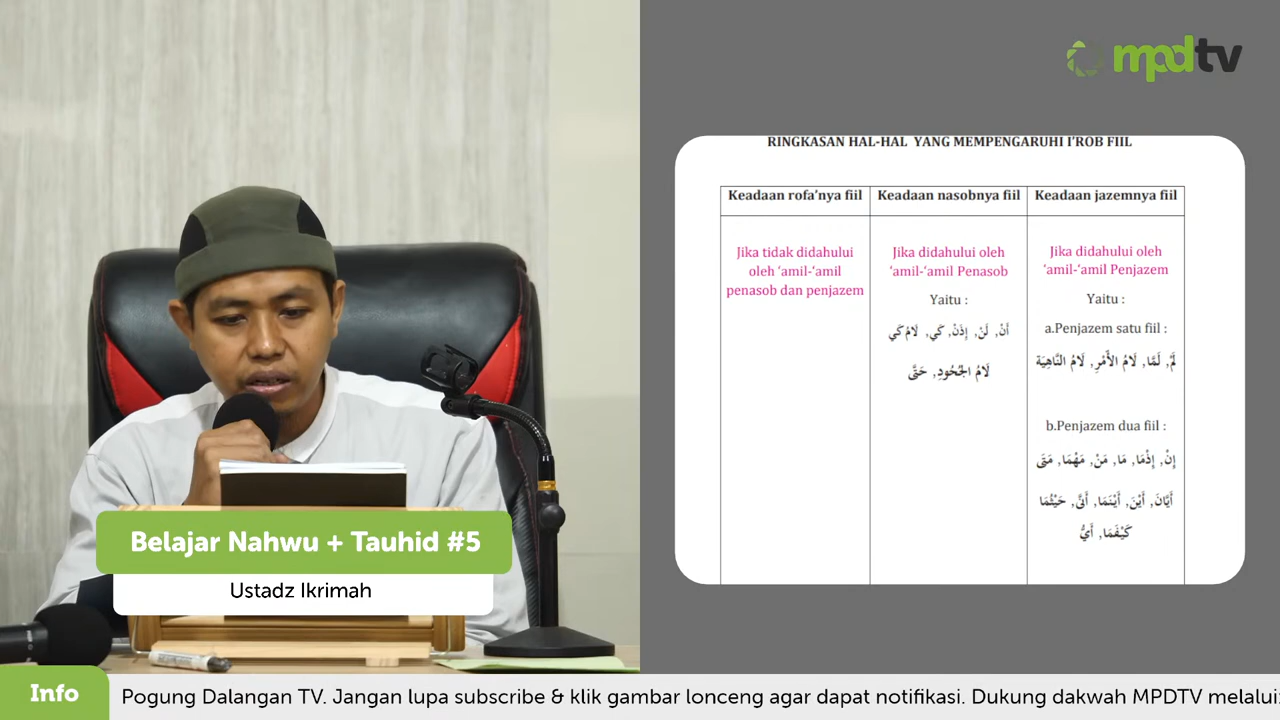 mpdtv
RINGKASAN HAL-HAL YANG MEMPENGARUHI I’ROB FIIL
Keadaan rofa’nya fiil
Jika tidak didahului
oleh ‘amil-‘amil
penasob dan penjazem
Keadaan nasobnya fiil
Jika didahului oleh
‘amil-‘amil Penasob
Yaitu :
أَنْ, لَنْ, إِذَنْ, كَي, لَامُ كَي
لَامُ الْجُحُودِ, حَتَّى
Keadaan jazemnya fiil
Jika didahului oleh
‘amil-‘amil Penjazem
Yaitu :
a.Penjazem satu fiil :
لَمْ, لَمَّا, لَامُ الْأَمْرِ, لَامُ النَّاهِيَة
b.Penjazem dua fiil :
إِنْ, إِذْمَا, مَا, مَنْ, مَهْمَا, مَتَى
أَيَّانَ, أَيْنَ, أَيْنَمَا, أَنَّى, حَيْثُمَا
كَيْفَمَا, أَيُّ
Belajar Nahwu + Tauhid #5
Ustadz Ikrimah
Info
Pogung Dalangan TV. Jangan lupa subscribe & klik gambar lonceng agar dapat notifikasi. Dukung dakwah MPDTV melalui